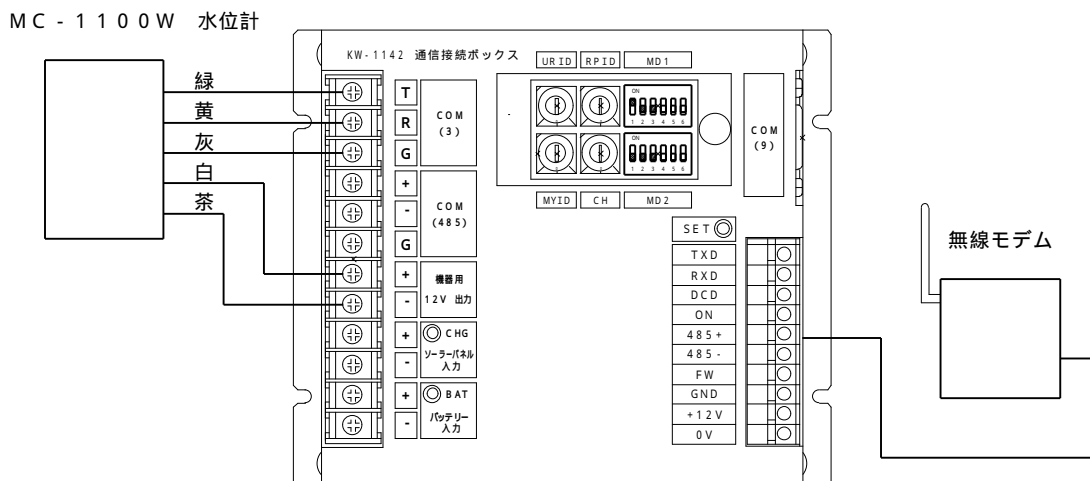 MC-1100W 水位計
KW-1142 通信接続ボックス
URID RPID MD1
緑
黄
灰
白
茶
T
R
G
COM
(3)
+
-
G
COM
(485)
+
-
機器用
12V 出力
+
-
CHG
ソーラーパネル
入力
+
-
BAT
バッテリー
入力
ON
1 2 3 4 5 6
ON
1 2 3 4 5 6
MYID CH MD2
COM
(9)
SET
TXD
RXD
DCD
ON
485+
485-
FW
GND
+12V
0V
無線モデム